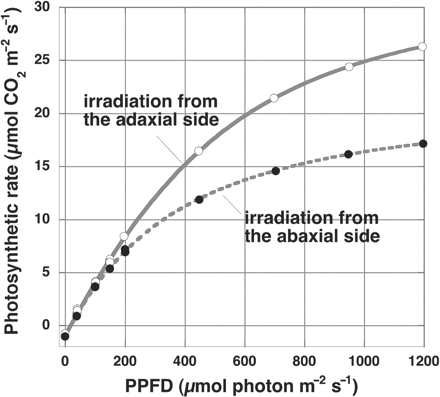 30
25
20
15
10
5
0
Photosynthetic rate (µmol CO₂ m⁻² s⁻¹)
irradiation from
the adaxial side
irradiation from
the abaxial side
0 200 400 600 800 1000 1200
PPFD (µmol photon m⁻² s⁻¹)